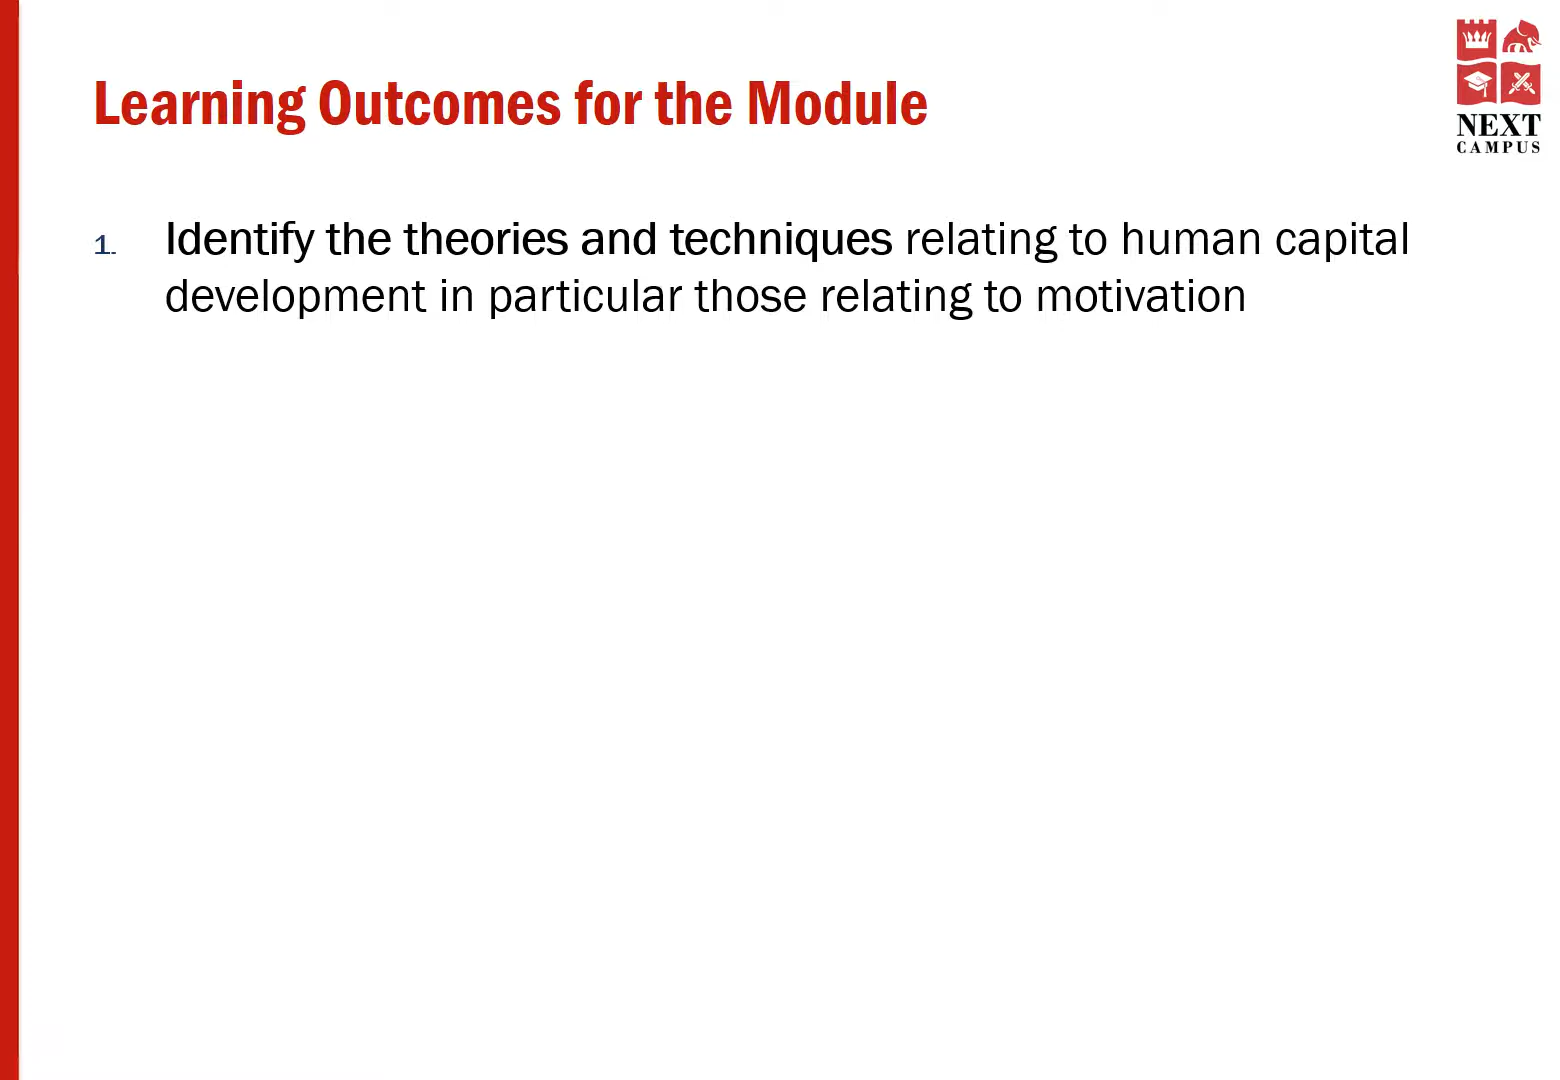 Learning Outcomes for the Module
NEXT
CAMPUS
1. Identify the theories and techniques relating to human capital
development in particular those relating to motivation